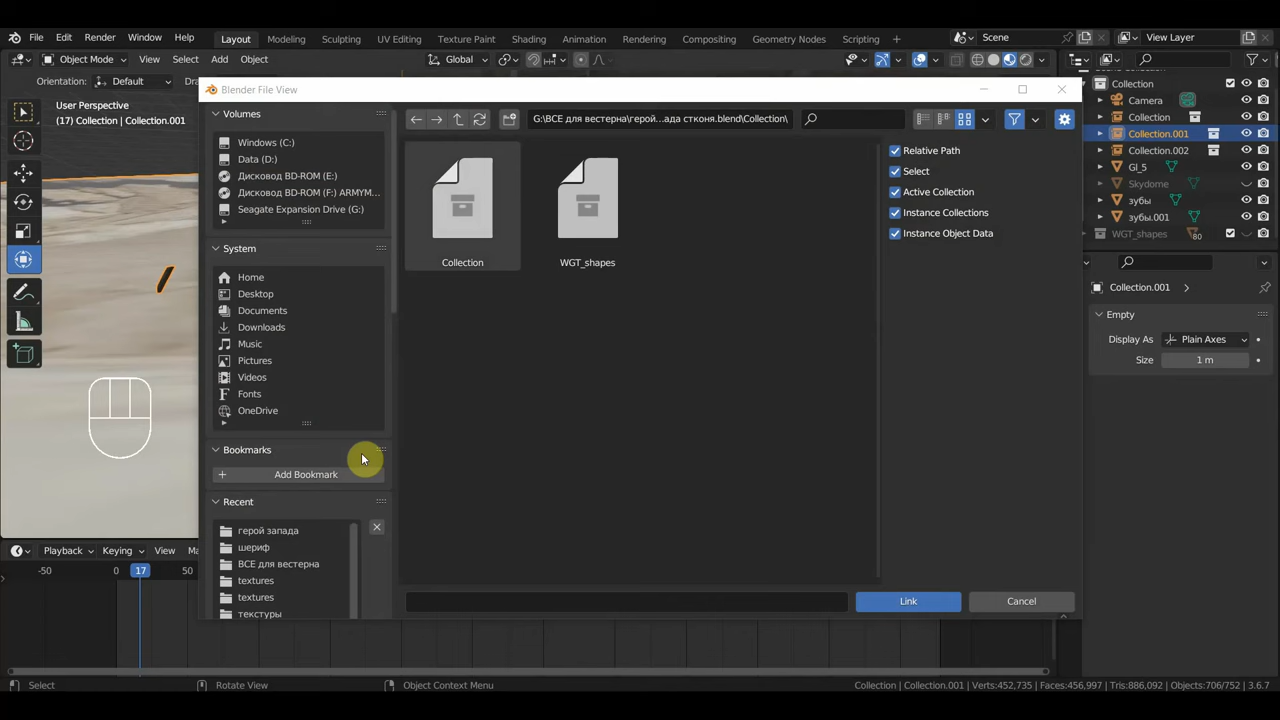 File Edit Render Window Help Layout Modeling Sculpting UV Editing Texture Paint Shading Animation Rendering Compositing Geometry Nodes Scripting + Scene View Layer
Object Mode View Select Add Object Global
Orientation: Default
User Perspective
(17) Collection | Collection.001
Blender File View
Volumes
Windows (C:)
Data (D:)
Дисковод BD-ROM (E:)
Дисковод BD-ROM (F:) ARMYM...
Seagate Expansion Drive (G:)
System
Home
Desktop
Documents
Downloads
Music
Pictures
Videos
Fonts
OneDrive
Bookmarks
Add Bookmark
Recent
герой запада
шериф
ВСЕ для вестерна
textures
textures
текстуры
G:\ВСЕ для вестерна\герой...ада стконя.blend\Collection\
Collection
WGT_shapes
Relative Path
Select
Active Collection
Instance Collections
Instance Object Data
Link
Cancel
Collection
Camera
Collection
Collection.001
Collection.002
Gl_5
Skydome
зубы
зубы.001
WGT_shapes 80
Collection.001
Empty
Display As Plain Axes
Size 1 m
Playback Keying View
-50 0 17 50
Select Rotate View Object Context Menu Collection | Collection.001 | Verts:452,735 | Faces:456,997 | Tris:886,092 | Objects:706/752 | 3.6.7